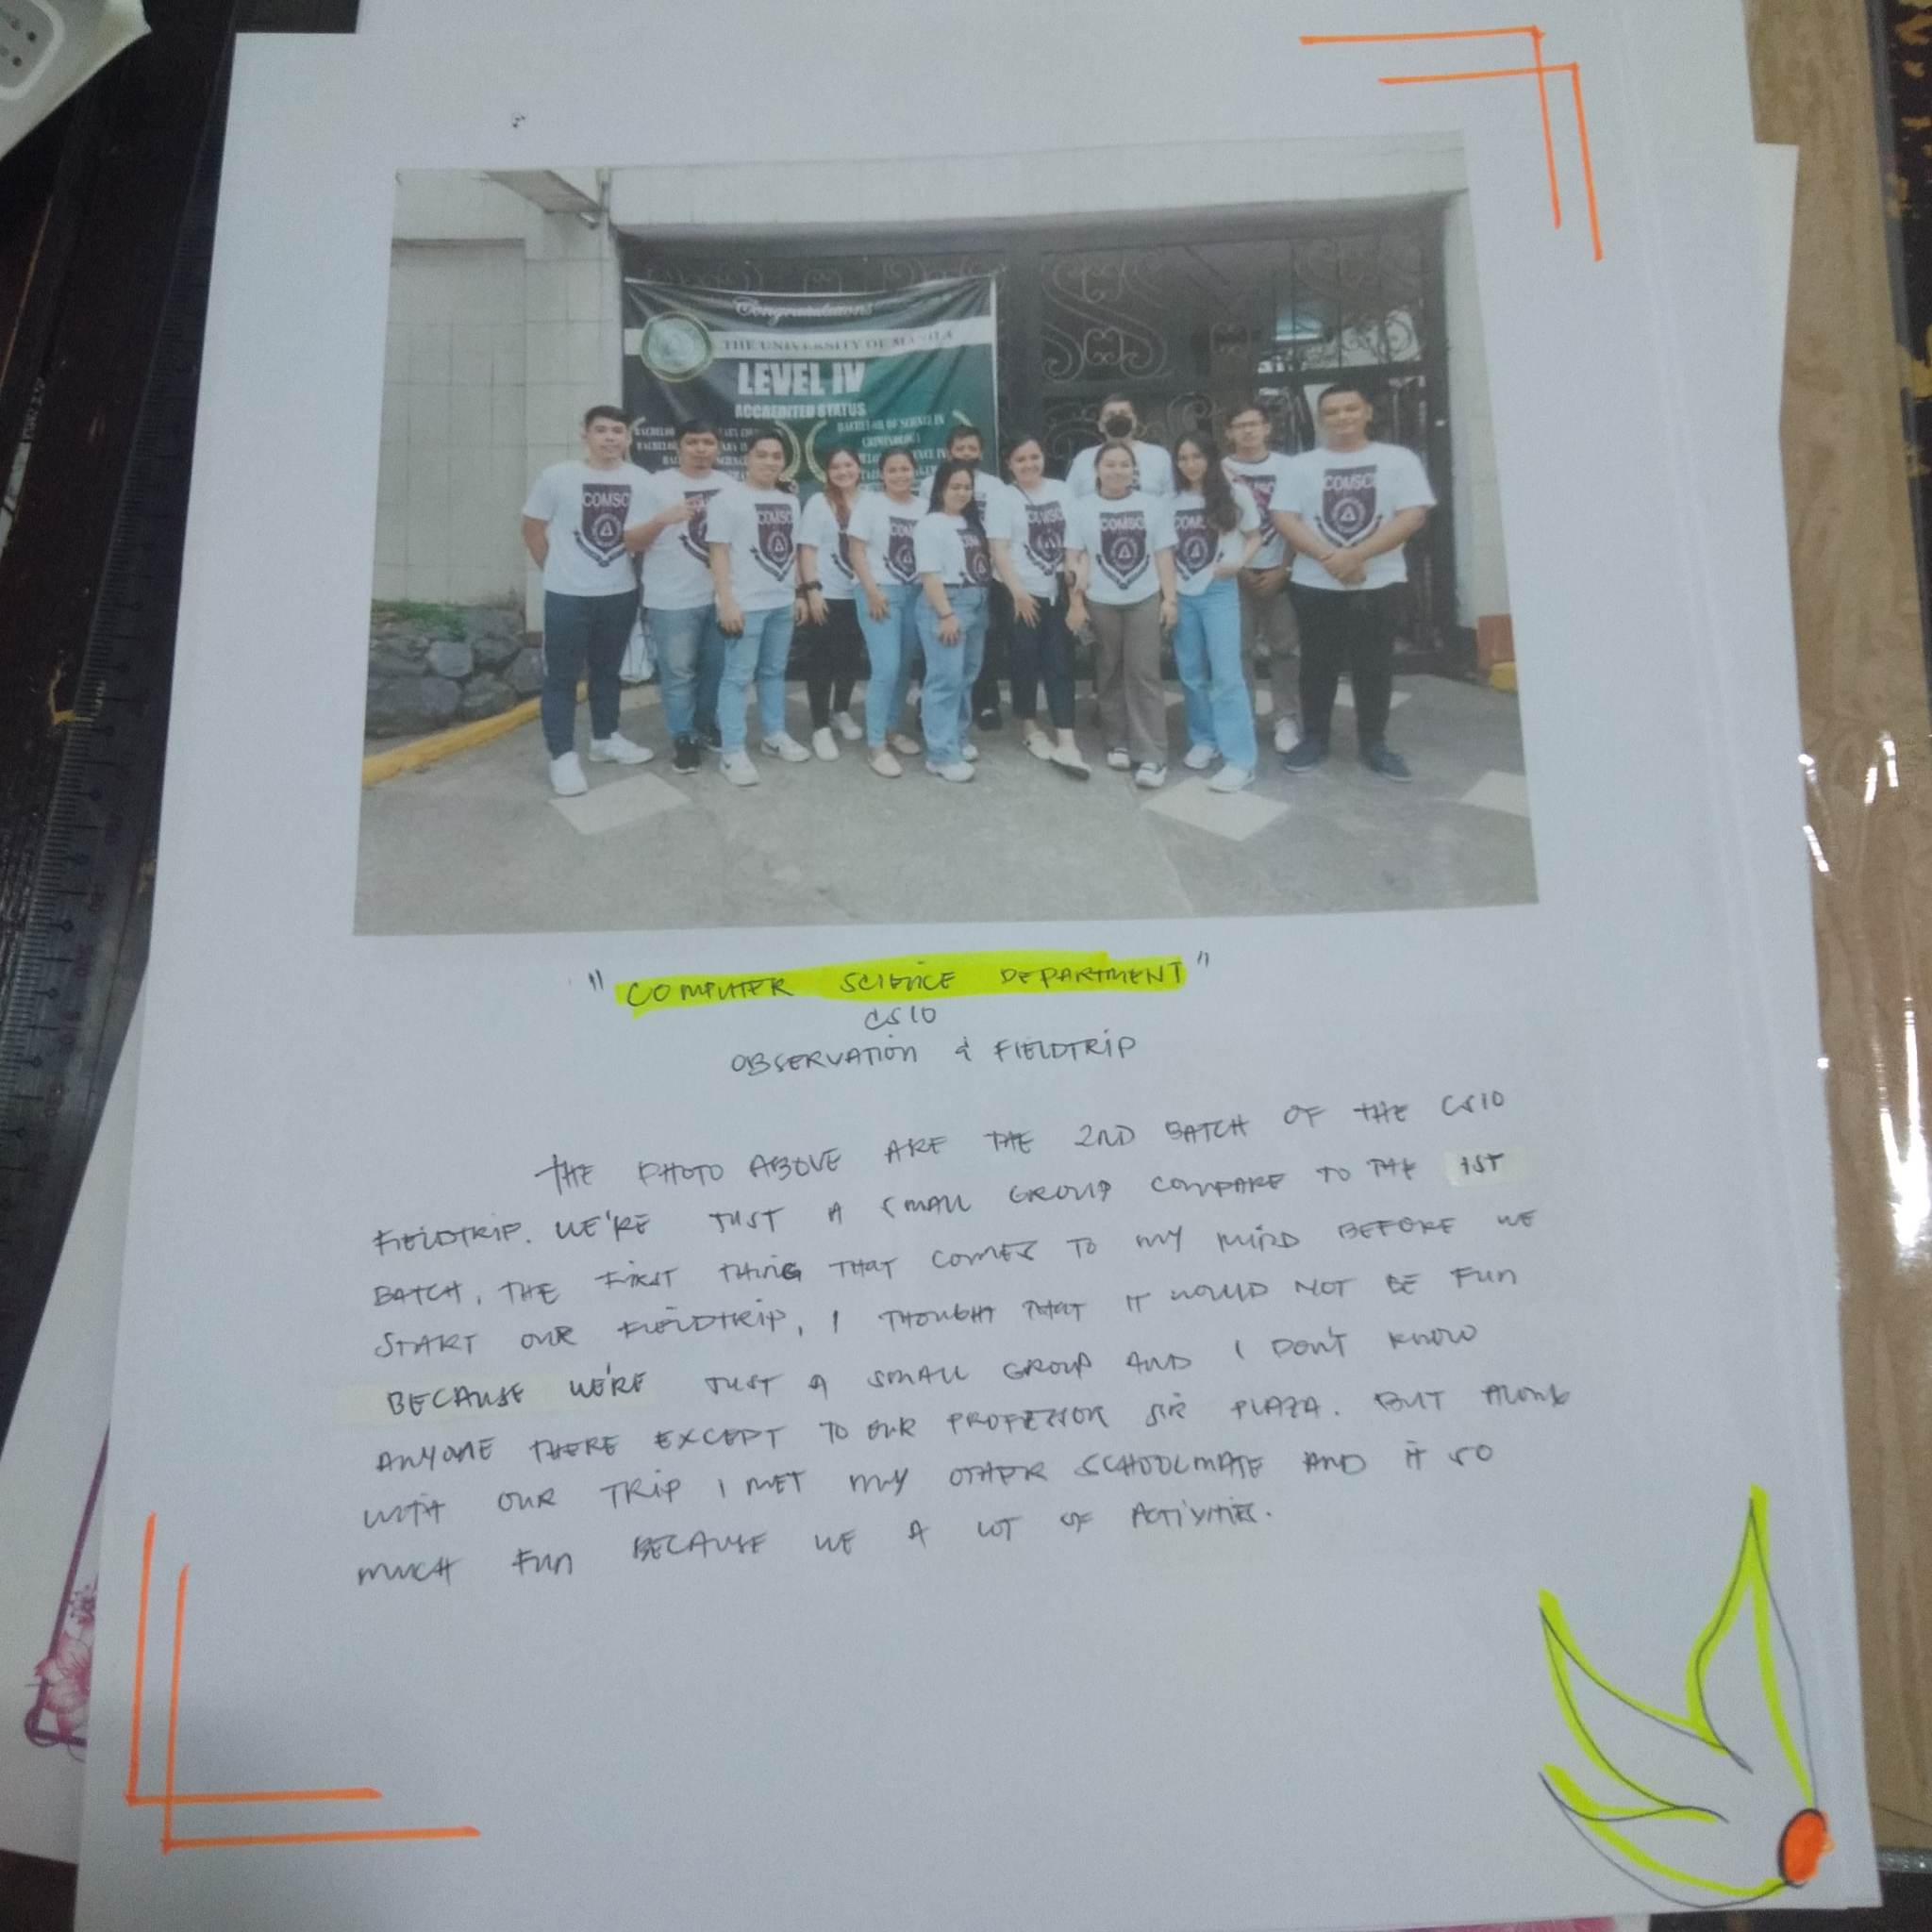 Congratulations
THE UNIVERSITY OF MANILA
LEVEL IV
ACCREDITED STATUS
BACHELOR OF SCIENCE IN
CRIMINOLOGY
COMSCI
COMSCI
COMSCI
COMSCI
"COMPUTER SCIENCE DEPARTMENT"
CS10
OBSERVATION & FIELDTRIP
THE PHOTO ABOVE ARE THE 2ND BATCH OF THE CS10
FIELDTRIP. WE'RE JUST A SMALL GROUP COMPARE TO THE 1ST
BATCH, THE FIRST THING THAT COMES TO MY MIND BEFORE WE
START OUR FIELDTRIP, I THOUGHT THAT IT WOULD NOT BE FUN
BECAUSE WE'RE JUST A SMALL GROUP AND I DON'T KNOW
ANYONE THERE EXCEPT TO OUR PROFESSOR SIR PLAZA. BUT ALONG
WITH OUR TRIP I MET MY OTHER SCHOOLMATE AND IT SO
MUCH FUN BECAUSE WE A LOT OF ACTIVITIES.